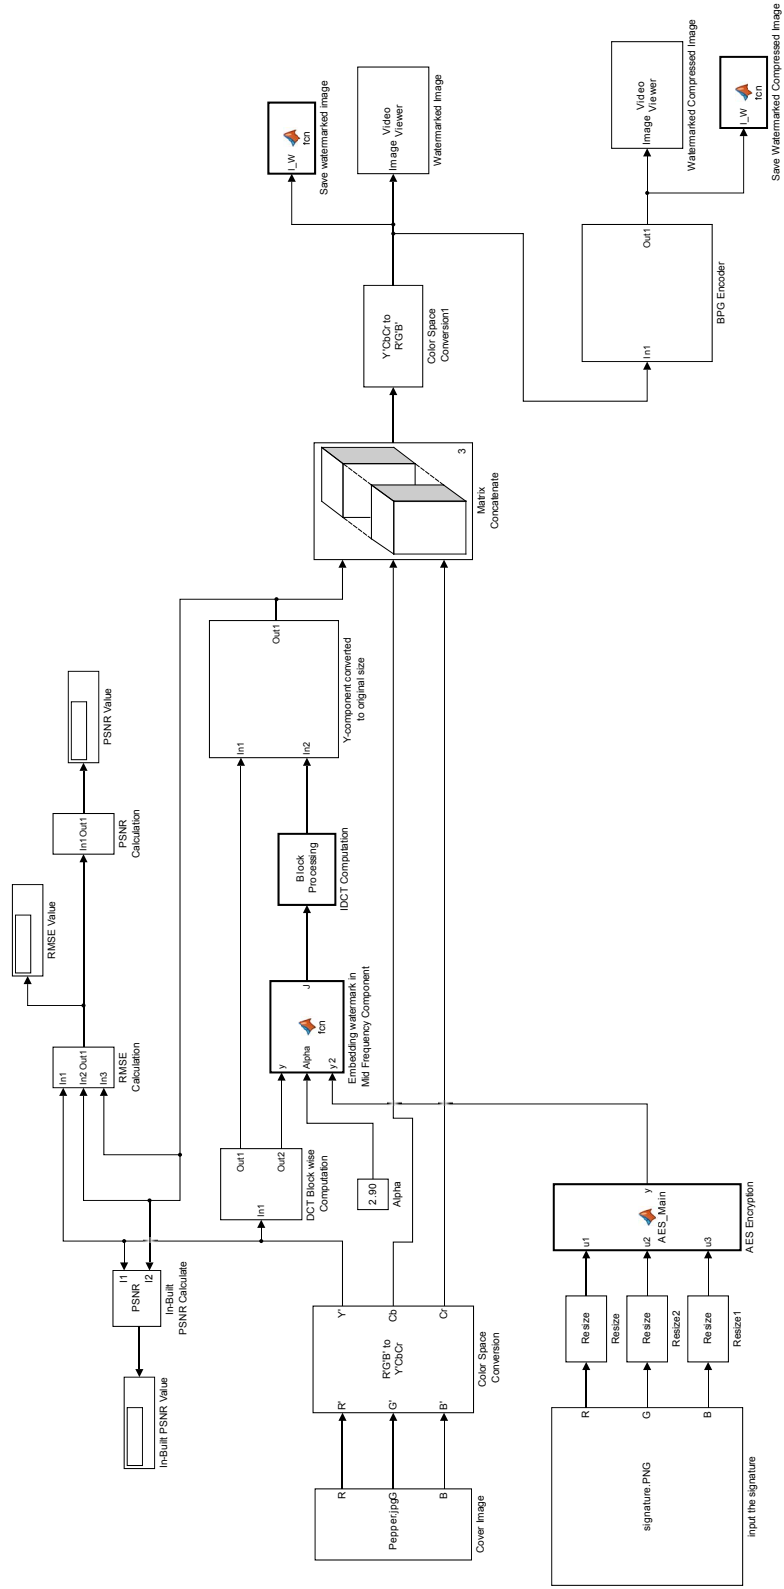 In-Built PSNR Value
PSNR
I1
I2
In-Built
PSNR Calculate
RMSE Value
In1
In2 Out1
In3
RMSE
Calculation
In1 Out1
PSNR
Calculation
PSNR Value
Pepper.jpg
R
G
B
Cover Image
R'
G'
B'
R'G'B' to
Y'CbCr
Y'
Cb
Cr
Color Space
Conversion
In1
Out1
Out2
DCT Block wise
Computation
2.90
Alpha
y
Alpha
y2
fcn
J
Embedding watermark in
Mid Frequency Component
Block
Processing
IDCT Computation
In1
In2
Out1
Y-component converted
to original size
3
Matrix
Concatenate
Y'CbCr to
R'G'B'
Color Space
Conversion1
I_W
fcn
Save watermarked image
Video
Image Viewer
Watermarked Image
signature.PNG
R
G
B
input the signature
Resize
Resize
Resize
Resize2
Resize
Resize1
u1
u2
u3
AES_Main
y
AES Encryption
In1
Out1
BPG Encoder
Video
Image Viewer
Watermarked Compressed Image
I_W
fcn
Save Watermarked Compressed Image